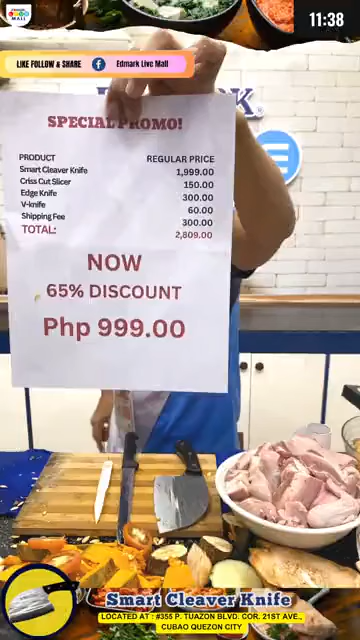 MALL
11:38
LIKE FOLLOW & SHARE
Edmark Live Mall
SPECIAL PROMO!
PRODUCT REGULAR PRICE
Smart Cleaver Knife 1,999.00
Criss Cut Slicer 150.00
Edge Knife 300.00
V-knife 60.00
Shipping Fee 300.00
TOTAL: 2,809.00
NOW
65% DISCOUNT
Php 999.00
Smart Cleaver Knife
LOCATED AT : #355 P. TUAZON BLVD. COR. 21ST AVE.,
CUBAO QUEZON CITY